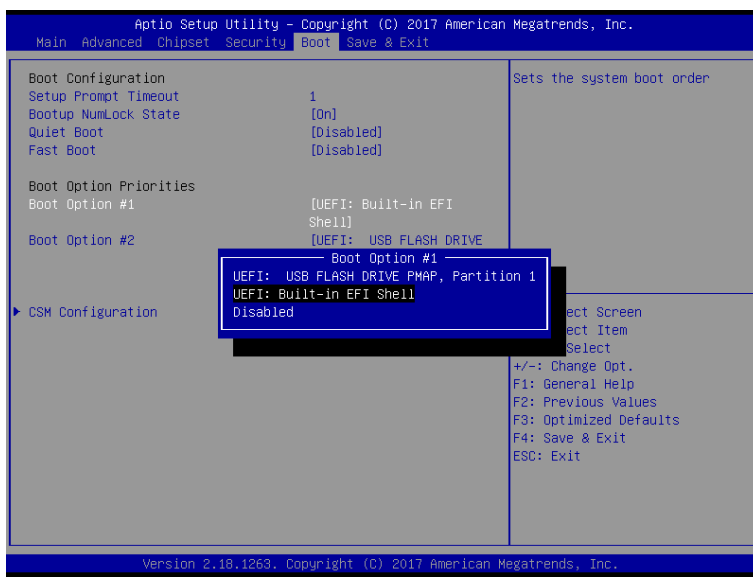 Aptio Setup Utility – Copyright (C) 2017 American Megatrends, Inc.
Main Advanced Chipset Security Boot Save & Exit
Boot Configuration
Setup Prompt Timeout 1
Bootup NumLock State [On]
Quiet Boot [Disabled]
Fast Boot [Disabled]
Boot Option Priorities
Boot Option #1 [UEFI: Built-in EFI
Shell]
Boot Option #2 [UEFI: USB FLASH DRIVE
CSM Configuration
Boot Option #1
UEFI: USB FLASH DRIVE PMAP, Partition 1
UEFI: Built-in EFI Shell
Disabled
Sets the system boot order
ect Screen
ect Item
Select
+/-: Change Opt.
F1: General Help
F2: Previous Values
F3: Optimized Defaults
F4: Save & Exit
ESC: Exit
Version 2.18.1263. Copyright (C) 2017 American Megatrends, Inc.